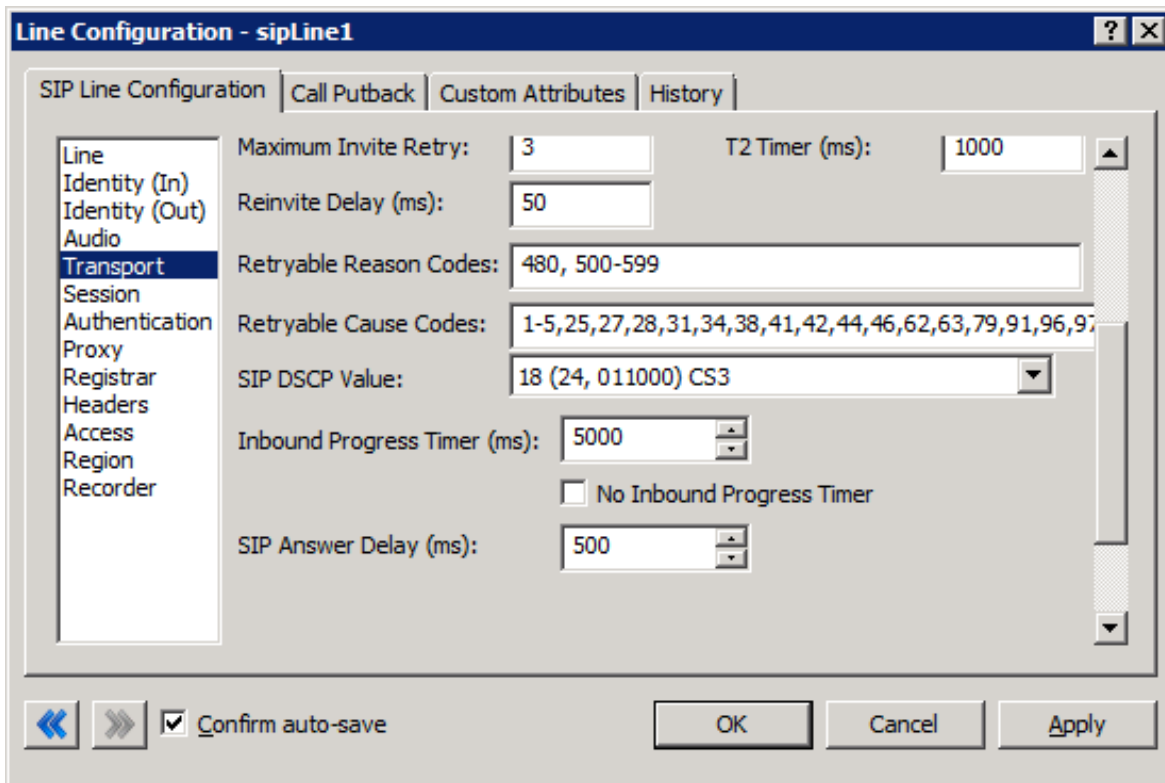 Line Configuration - sipLine1
SIP Line Configuration
Call Putback
Custom Attributes
History
Line
Identity (In)
Identity (Out)
Audio
Transport
Session
Authentication
Proxy
Registrar
Headers
Access
Region
Recorder
Maximum Invite Retry: 3 T2 Timer (ms): 1000
Reinvite Delay (ms): 50
Retryable Reason Codes: 480, 500-599
Retryable Cause Codes: 1-5,25,27,28,31,34,38,41,42,44,46,62,63,79,91,96,97
SIP DSCP Value: 18 (24, 011000) CS3
Inbound Progress Timer (ms): 5000
No Inbound Progress Timer
SIP Answer Delay (ms): 500
Confirm auto-save
OK
Cancel
Apply